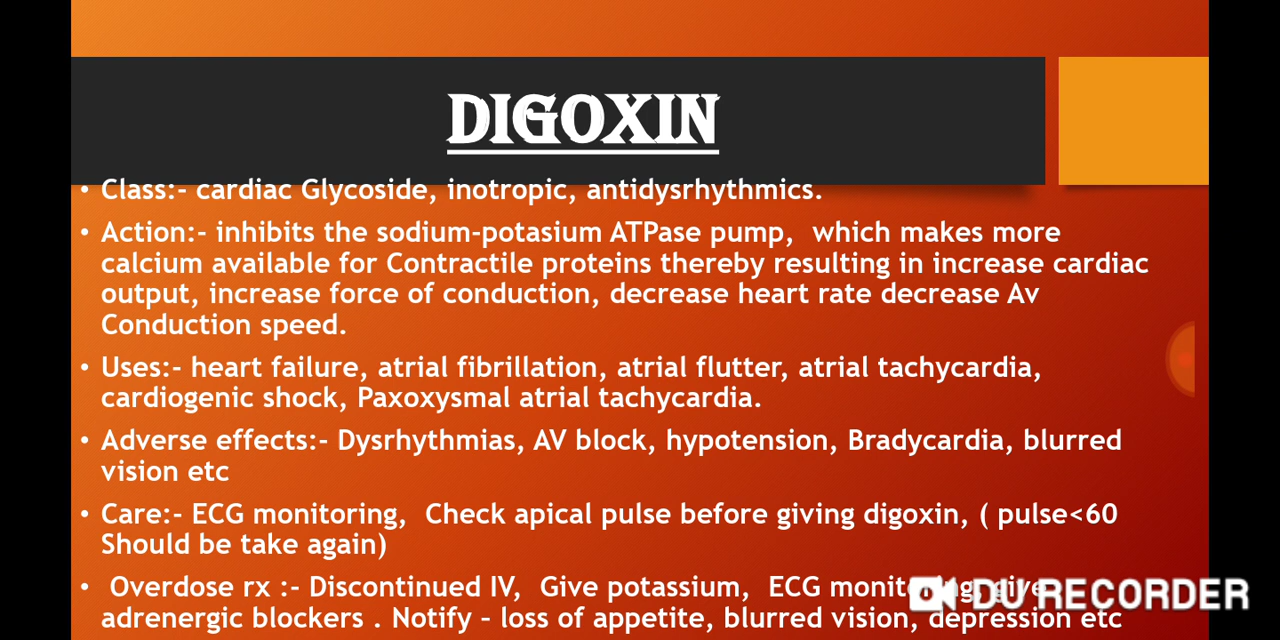 DIGOXIN
• Class:- cardiac Glycoside, inotropic, antidysrhythmics.
• Action:- inhibits the sodium-potasium ATPase pump, which makes more
calcium available for Contractile proteins thereby resulting in increase cardiac
output, increase force of conduction, decrease heart rate decrease Av
Conduction speed.
• Uses:- heart failure, atrial fibrillation, atrial flutter, atrial tachycardia,
cardiogenic shock, Paxoxysmal atrial tachycardia.
• Adverse effects:- Dysrhythmias, AV block, hypotension, Bradycardia, blurred
vision etc
• Care:- ECG monitoring, Check apical pulse before giving digoxin, ( pulse<60
Should be take again)
• Overdose rx :- Discontinued IV, Give potassium, ECG monitoring, give
adrenergic blockers . Notify – loss of appetite, blurred vision, depression etc
DU RECORDER